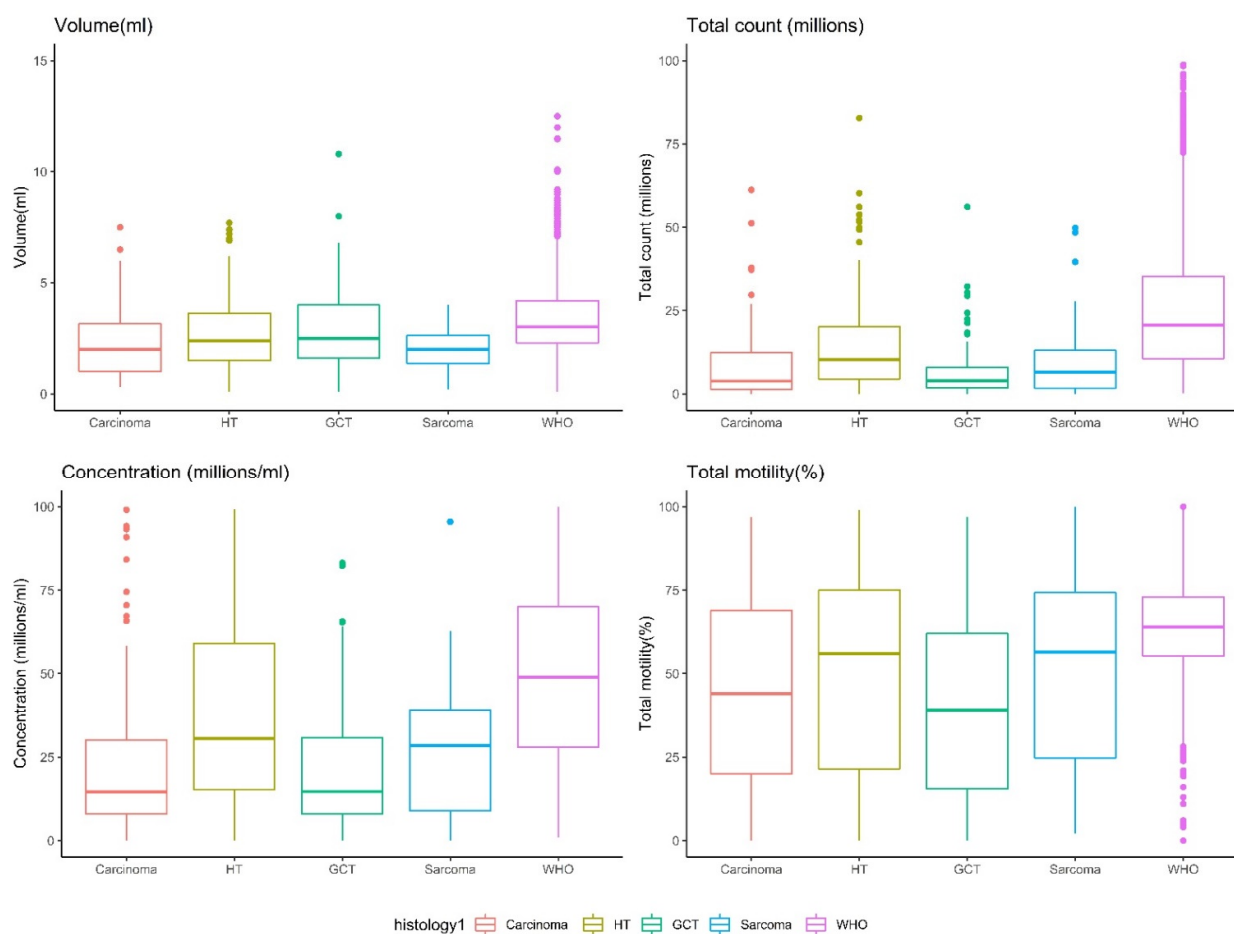 Volume(ml)
Volume(ml)
15
10
5
0
Carcinoma HT GCT Sarcoma WHO
Total count (millions)
Total count (millions)
100
75
50
25
0
Carcinoma HT GCT Sarcoma WHO
Concentration (millions/ml)
Concentration (millions/ml)
100
75
50
25
0
Carcinoma HT GCT Sarcoma WHO
Total motility(%)
Total motility(%)
100
75
50
25
0
Carcinoma HT GCT Sarcoma WHO
histology1 Carcinoma HT GCT Sarcoma WHO